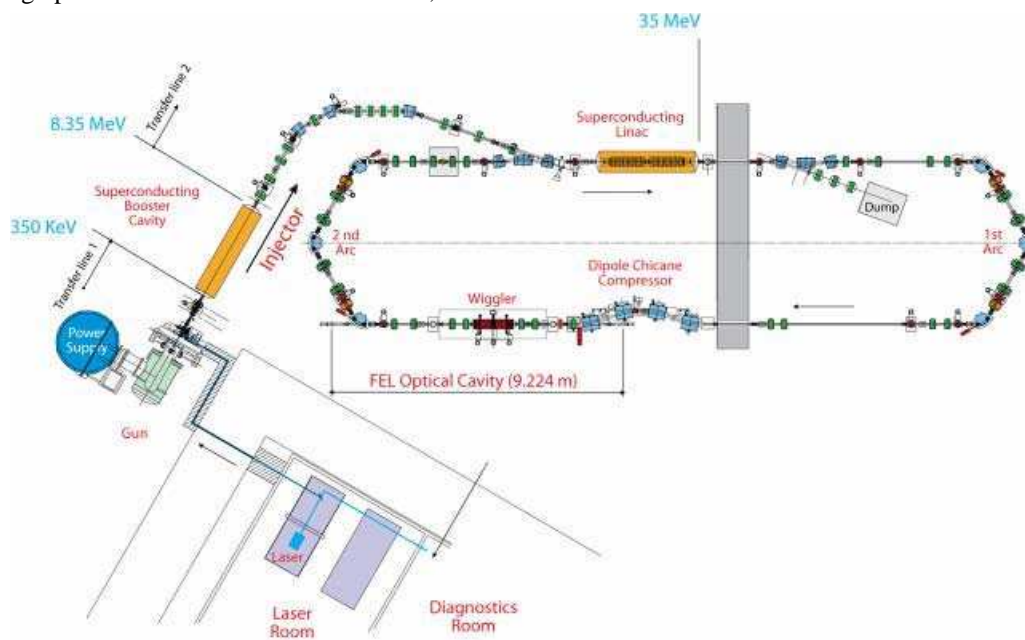 35 MeV
Transfer line 2
8.35 MeV
Superconducting
Linac
Superconducting
Booster
Cavity
Injector
350 KeV
Transfer line 1
Dump
2 nd
Arc
1st
Arc
Dipole Chicane
Compressor
Wiggler
Power
Supply
FEL Optical Cavity (9.224 m)
Gun
Laser
Laser
Room
Diagnostics
Room